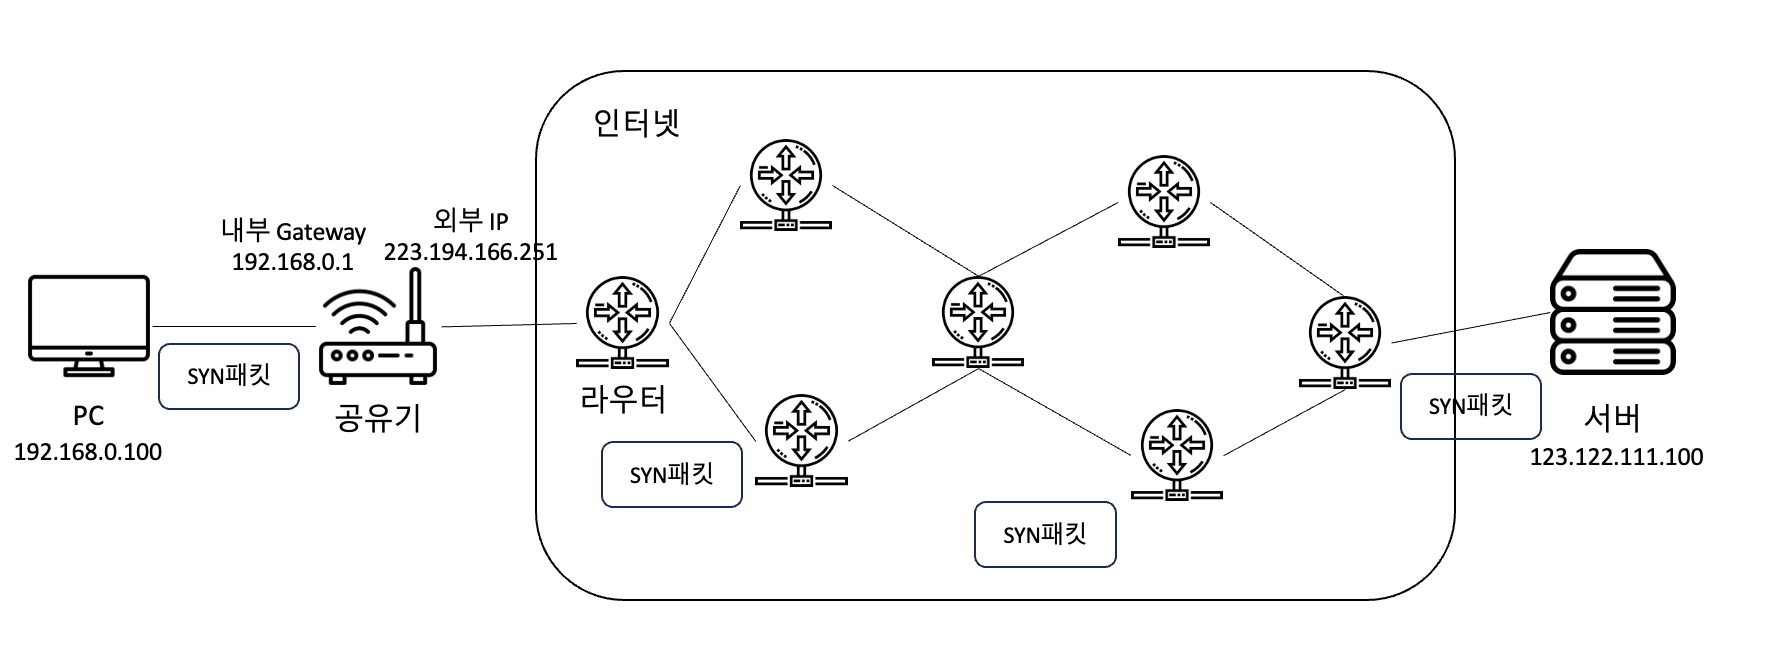 인터넷
외부 IP
223.194.166.251
내부 Gateway
192.168.0.1
SYN패킷
PC
192.168.0.100
공유기
라우터
SYN패킷
SYN패킷
SYN패킷
서버
123.122.111.100